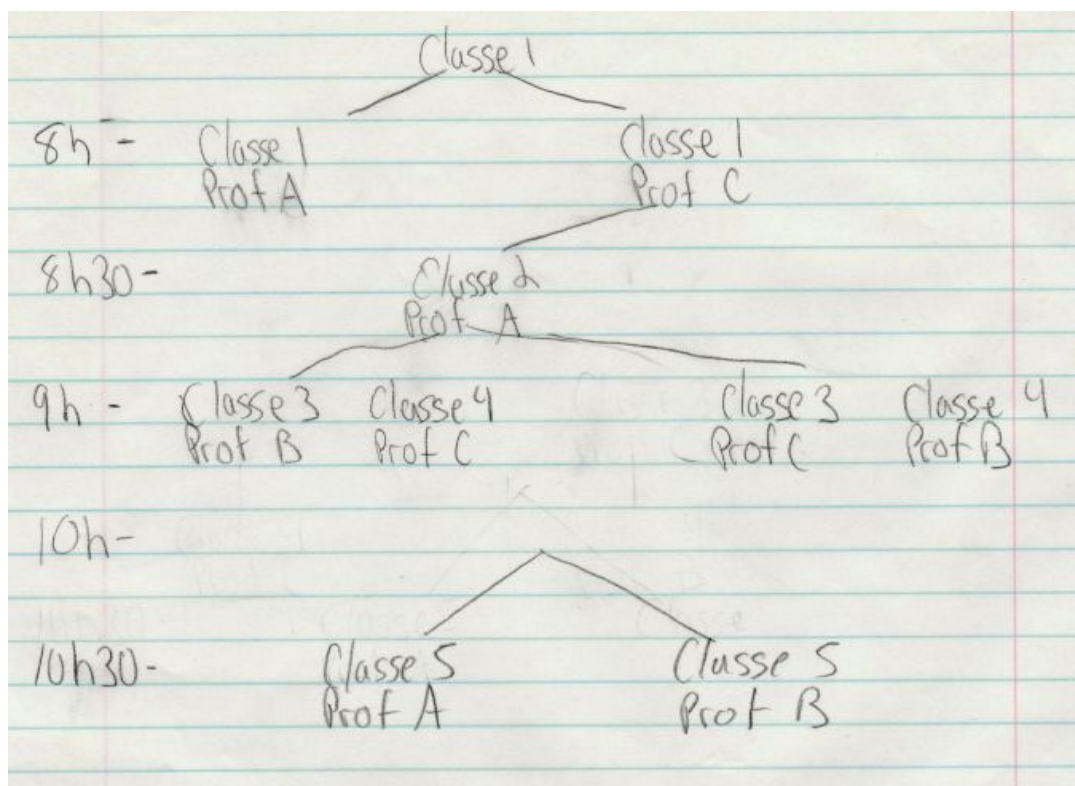 Classe 1
8h - Classe 1 Classe 1
Prof A Prof C
8h30- Classe 2
Prof A
9h - Classe 3 Classe 4 Classe 3 Classe 4
Prof B Prof C Prof C Prof B
10h-
10h30- Classe 5 Classe 5
Prof A Prof B